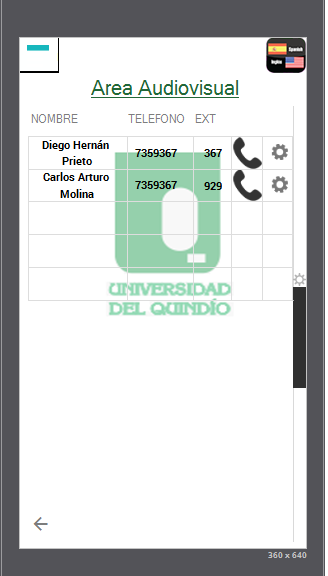 Spanish
Inglés
Area Audiovisual
NOMBRE TELEFONO EXT
Diego Hernán
Prieto
7359367 367
Carlos Arturo
Molina
7359367 929
UNIVERSIDAD
DEL QUINDÍO
360 x 640